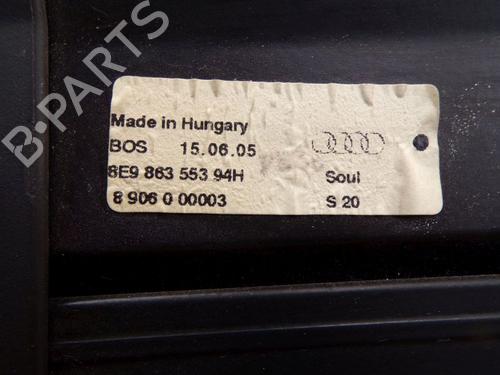 Made in Hungary
BOS 15.06.05
8E9 863 553 94H Soul
8 906 0 00003 S 20
B-PARTS